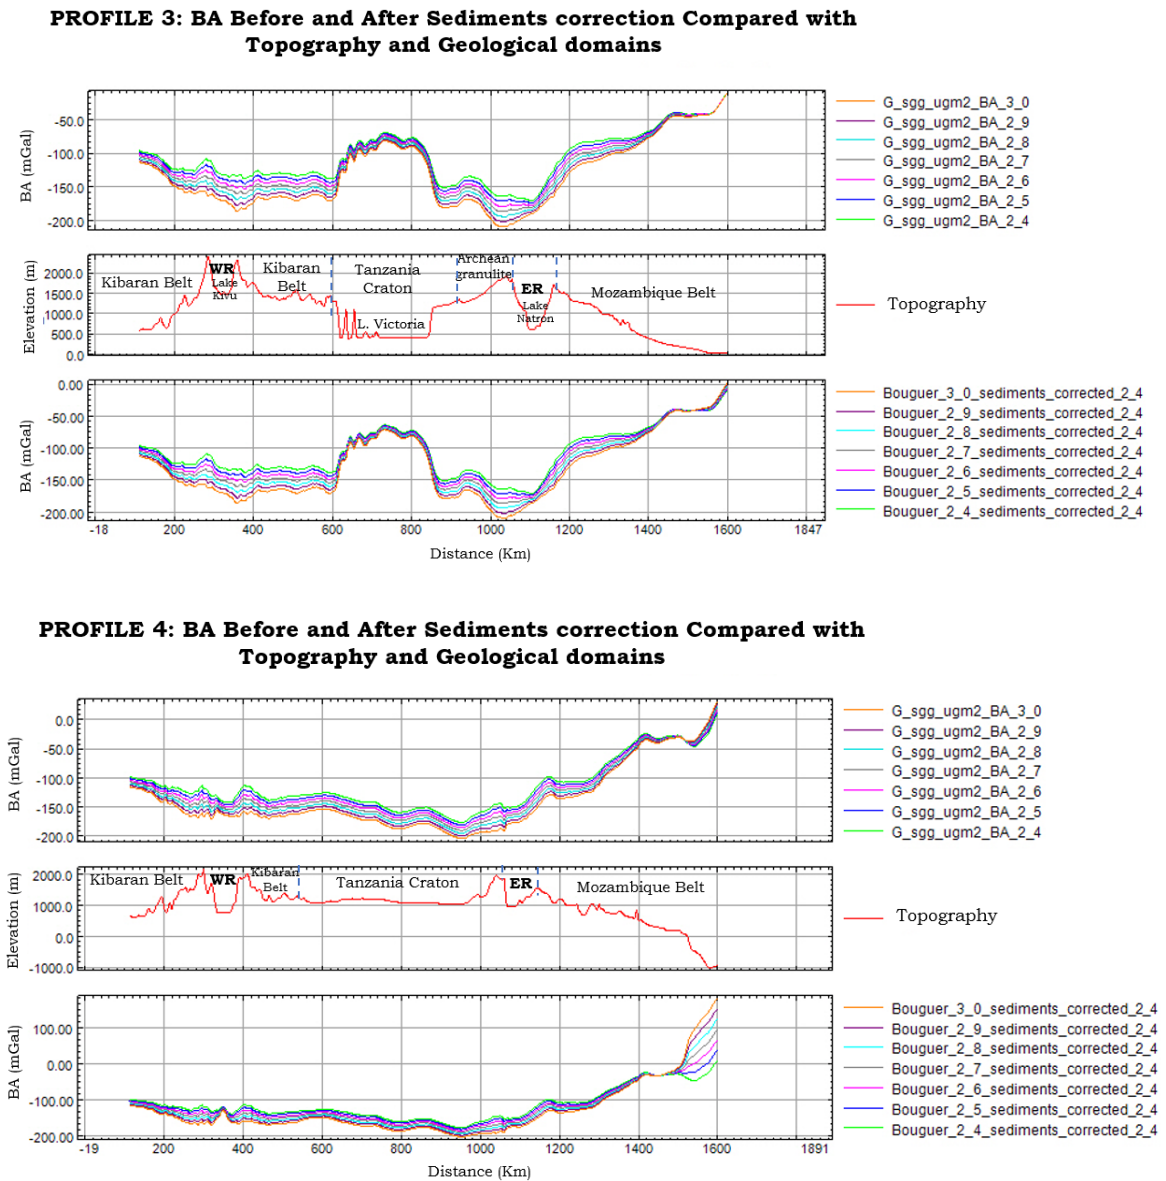 PROFILE 3: BA Before and After Sediments correction Compared with
Topography and Geological domains
BA (mGal)
-50.0
-100.0
-150.0
-200.0
G_sgg_ugm2_BA_3_0
G_sgg_ugm2_BA_2_9
G_sgg_ugm2_BA_2_8
G_sgg_ugm2_BA_2_7
G_sgg_ugm2_BA_2_6
G_sgg_ugm2_BA_2_5
G_sgg_ugm2_BA_2_4
Elevation (m)
2000.0
1500.0
1000.0
500.0
0.0
Kibaran Belt
WR
Lake
Kivu
Kibaran
Belt
Tanzania
Craton
L. Victoria
Archean
granulite
ER
Lake
Natron
Mozambique Belt
Topography
BA (mGal)
0.00
-50.00
-100.00
-150.00
-200.00
Bouguer_3_0_sediments_corrected_2_4
Bouguer_2_9_sediments_corrected_2_4
Bouguer_2_8_sediments_corrected_2_4
Bouguer_2_7_sediments_corrected_2_4
Bouguer_2_6_sediments_corrected_2_4
Bouguer_2_5_sediments_corrected_2_4
Bouguer_2_4_sediments_corrected_2_4
-18 200 400 600 800 1000 1200 1400 1600 1847
Distance (Km)
PROFILE 4: BA Before and After Sediments correction Compared with
Topography and Geological domains
BA (mGal)
0.0
-50.0
-100.0
-150.0
-200.0
G_sgg_ugm2_BA_3_0
G_sgg_ugm2_BA_2_9
G_sgg_ugm2_BA_2_8
G_sgg_ugm2_BA_2_7
G_sgg_ugm2_BA_2_6
G_sgg_ugm2_BA_2_5
G_sgg_ugm2_BA_2_4
Elevation (m)
2000.0
1000.0
0.0
-1000.0
Kibaran Belt
WR
Kibaran
Belt
Tanzania Craton
ER
Mozambique Belt
Topography
BA (mGal)
100.00
0.00
-100.00
-200.00
Bouguer_3_0_sediments_corrected_2_4
Bouguer_2_9_sediments_corrected_2_4
Bouguer_2_8_sediments_corrected_2_4
Bouguer_2_7_sediments_corrected_2_4
Bouguer_2_6_sediments_corrected_2_4
Bouguer_2_5_sediments_corrected_2_4
Bouguer_2_4_sediments_corrected_2_4
-19 200 400 600 800 1000 1200 1400 1600 1891
Distance (Km)